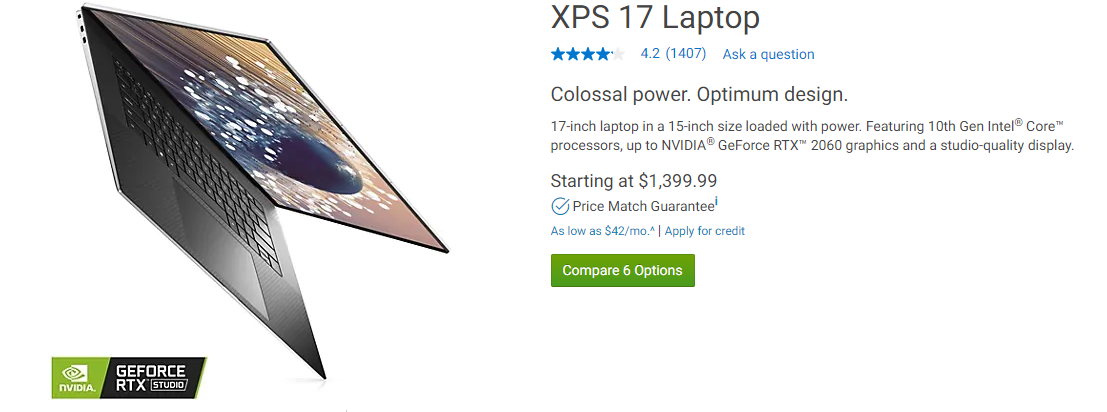 XPS 17 Laptop
4.2 (1407) Ask a question
Colossal power. Optimum design.
17-inch laptop in a 15-inch size loaded with power. Featuring 10th Gen Intel® Core™
processors, up to NVIDIA® GeForce RTX™ 2060 graphics and a studio-quality display.
Starting at $1,399.99
Price Match Guaranteeⁱ
As low as $42/mo.^ | Apply for credit
Compare 6 Options
NVIDIA.
GEFORCE
RTX™ STUDIO